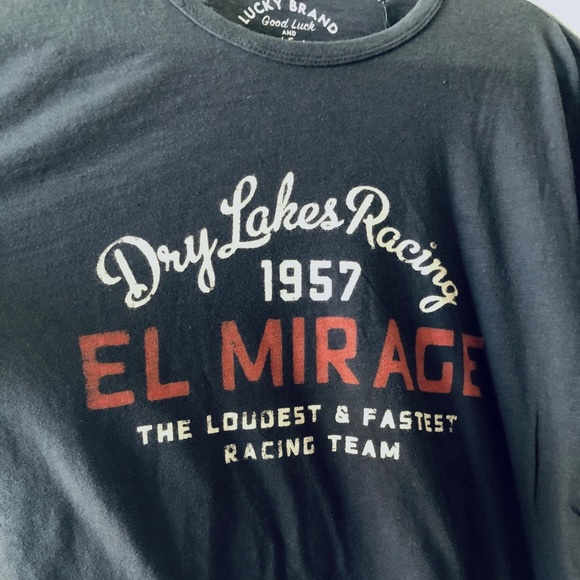 LUCKY BRAND
Good Luck
AND
Dry Lakes Racing
1957
EL MIRAGE
THE LOUDEST & FASTEST
RACING TEAM